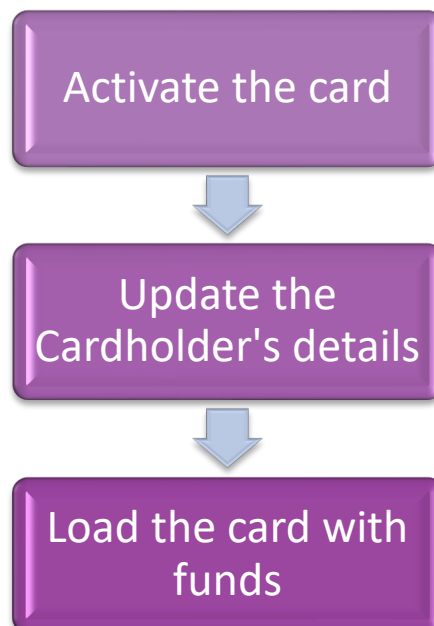 Activate the card
Update the
Cardholder's details
Load the card with
funds